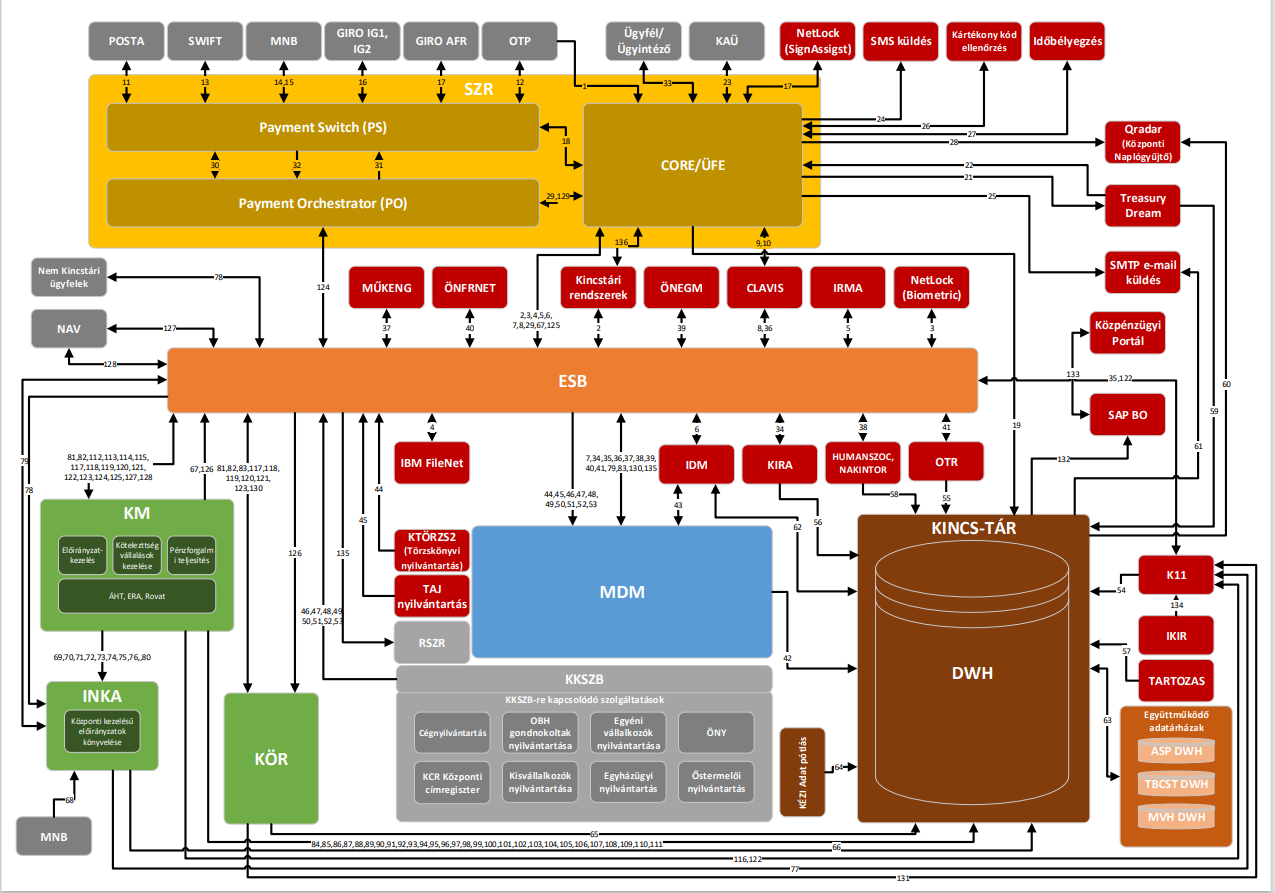 POSTA
SWIFT
MNB
GIRO IG1,
IG2
GIRO AFR
OTP
Ügyfél/
Ügyintéző
KAÜ
NetLock
(SignAssigst)
SMS küldés
Kártékony kód
ellenőrzés
Időbélyegzés
11
13
14,15
16
17
12
1
33
23
17
SZR
Payment Switch (PS)
18
30
32
31
Payment Orchestrator (PO)
29,129
CORE/ÜFE
24
26
27
28
22
21
25
Qradar
(Központi
Naplógyűjtő)
Treasury
Dream
SMTP e-mail
küldés
Nem Kincstári
ügyfelek
78
NAV
127
128
124
136
9,10
MŰKENG
ÖNFRNET
Kincstári
rendszerek
ÖNEGM
CLAVIS
IRMA
NetLock
(Biometric)
2,3,4,5,6,
7,8,29,67,125
37
40
2
39
8,36
5
3
Közpénzügyi
Portál
133
35,122
SAP BO
60
59
61
19
132
ESB
79
78
81,82,112,113,114,115,
117,118,119,120,121,
122,123,124,125,127,128
67,126
81,82,83,117,118,
119,120,121,
123,130
4
IBM FileNet
44
45
126
135
46,47,48,49
50,51,52,53
44,45,46,47,48,
49,50,51,52,53
7,34,35,36,37,38,39,
40,41,79,83,130,135
6
34
38
41
IDM
KIRA
HUMANSZOC,
NAKINTOR
OTR
43
62
56
58
55
KM
Előirányzat-
kezelés
Kötelezttség
vállalások
kezelése
Pénzforgalm
i teljesítés
ÁHT, ERA, Rovat
69,70,71,72,73,74,75,76,,80
INKA
Központi kezelésű
előirányzatok
könyvelése
68
MNB
KÖR
KTÖRZS2
(Törzskönyvi
nyilvántartás)
TAJ
nyilvántartás
RSZR
MDM
42
KKSZB
KKSZB-re kapcsolódó szolgáltatások
Cégnyilvántartás
OBH
gondnokoltak
nyilvántartása
Egyéni
vállalkozók
nyilvántartása
ÖNY
KCR Központi
címregiszter
Kisvállalkozók
nyilvántartása
Egyházügyi
nyilvántartás
Őstermelői
nyilvántartás
KÉZI Adat pótlás
64
KINCS-TÁR
DWH
K11
54
134
IKIR
57
TARTOZAS
63
Együttműködő
adatárházak
ASP DWH
TBCST DWH
MVH DWH
65
84,85,86,87,88,89,90,91,92,93,94,95,96,97,98,99,100,101,102,103,104,105,106,107,108,109,110,111
66
116,122
77
131